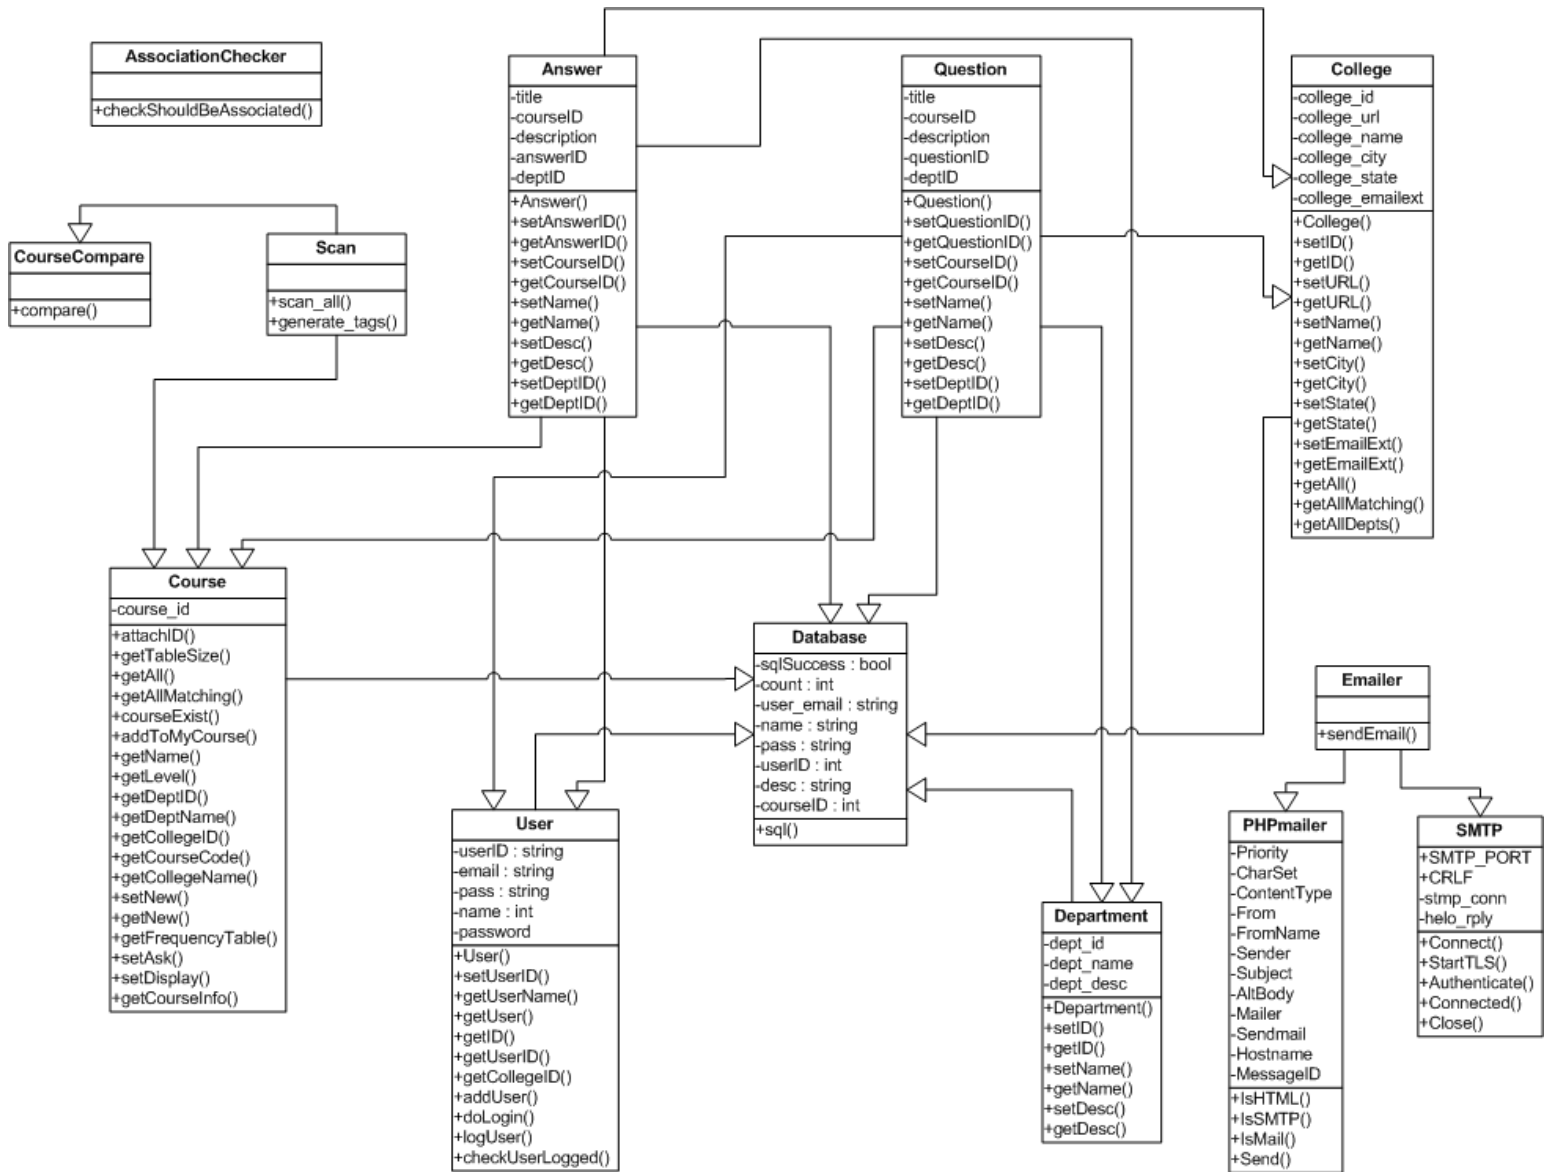 AssociationChecker
+checkShouldBeAssociated()
Answer
-title
-courseID
-description
-answerID
-deptID
+Answer()
+setAnswerID()
+getAnswerID()
+setCourseID()
+getCourseID()
+setName()
+getName()
+setDesc()
+getDesc()
+setDeptID()
+getDeptID()
Question
-title
-courseID
-description
-questionID
-deptID
+Question()
+setQuestionID()
+getQuestionID()
+setCourseID()
+getCourseID()
+setName()
+getName()
+setDesc()
+getDesc()
+setDeptID()
+getDeptID()
College
-college_id
-college_url
-college_name
-college_city
-college_state
-college_emailext
+College()
+setID()
+getID()
+setURL()
+getURL()
+setName()
+getName()
+setCity()
+getCity()
+setState()
+getState()
+setEmailExt()
+getEmailExt()
+getAll()
+getAllMatching()
+getAllDepts()
CourseCompare
+compare()
Scan
+scan_all()
+generate_tags()
Course
-course_id
+attachID()
+getTableSize()
+getAll()
+getAllMatching()
+courseExist()
+addToMyCourse()
+getName()
+getLevel()
+getDeptID()
+getDeptName()
+getCollegeID()
+getCourseCode()
+getCollegeName()
+setNew()
+getNew()
+getFrequencyTable()
+setAsk()
+setDisplay()
+getCourseInfo()
Database
-sqlSuccess : bool
-count : int
-user_email : string
-name : string
-pass : string
-userID : int
-desc : string
-courseID : int
+sql()
Emailer
+sendEmail()
User
-userID : string
-email : string
-pass : string
-name : int
-password
+User()
+setUserID()
+getUserName()
+getUser()
+getID()
+getUserID()
+getCollegeID()
+addUser()
+doLogin()
+logUser()
+checkUserLogged()
Department
-dept_id
-dept_name
-dept_desc
+Department()
+setID()
+getID()
+setName()
+getName()
+setDesc()
+getDesc()
PHPmailer
-Priority
-CharSet
-ContentType
-From
-FromName
-Sender
-Subject
-AltBody
-Mailer
-Sendmail
-Hostname
-MessageID
+IsHTML()
+IsSMTP()
+IsMail()
+Send()
SMTP
+SMTP_PORT
+CRLF
-stmp_conn
-helo_rply
+Connect()
+StartTLS()
+Authenticate()
+Connected()
+Close()